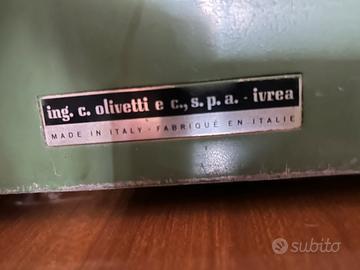 ing. c. olivetti e c., s. p. a. - ivrea
MADE IN ITALY - FABRIQUÉ EN ITALIE
subito